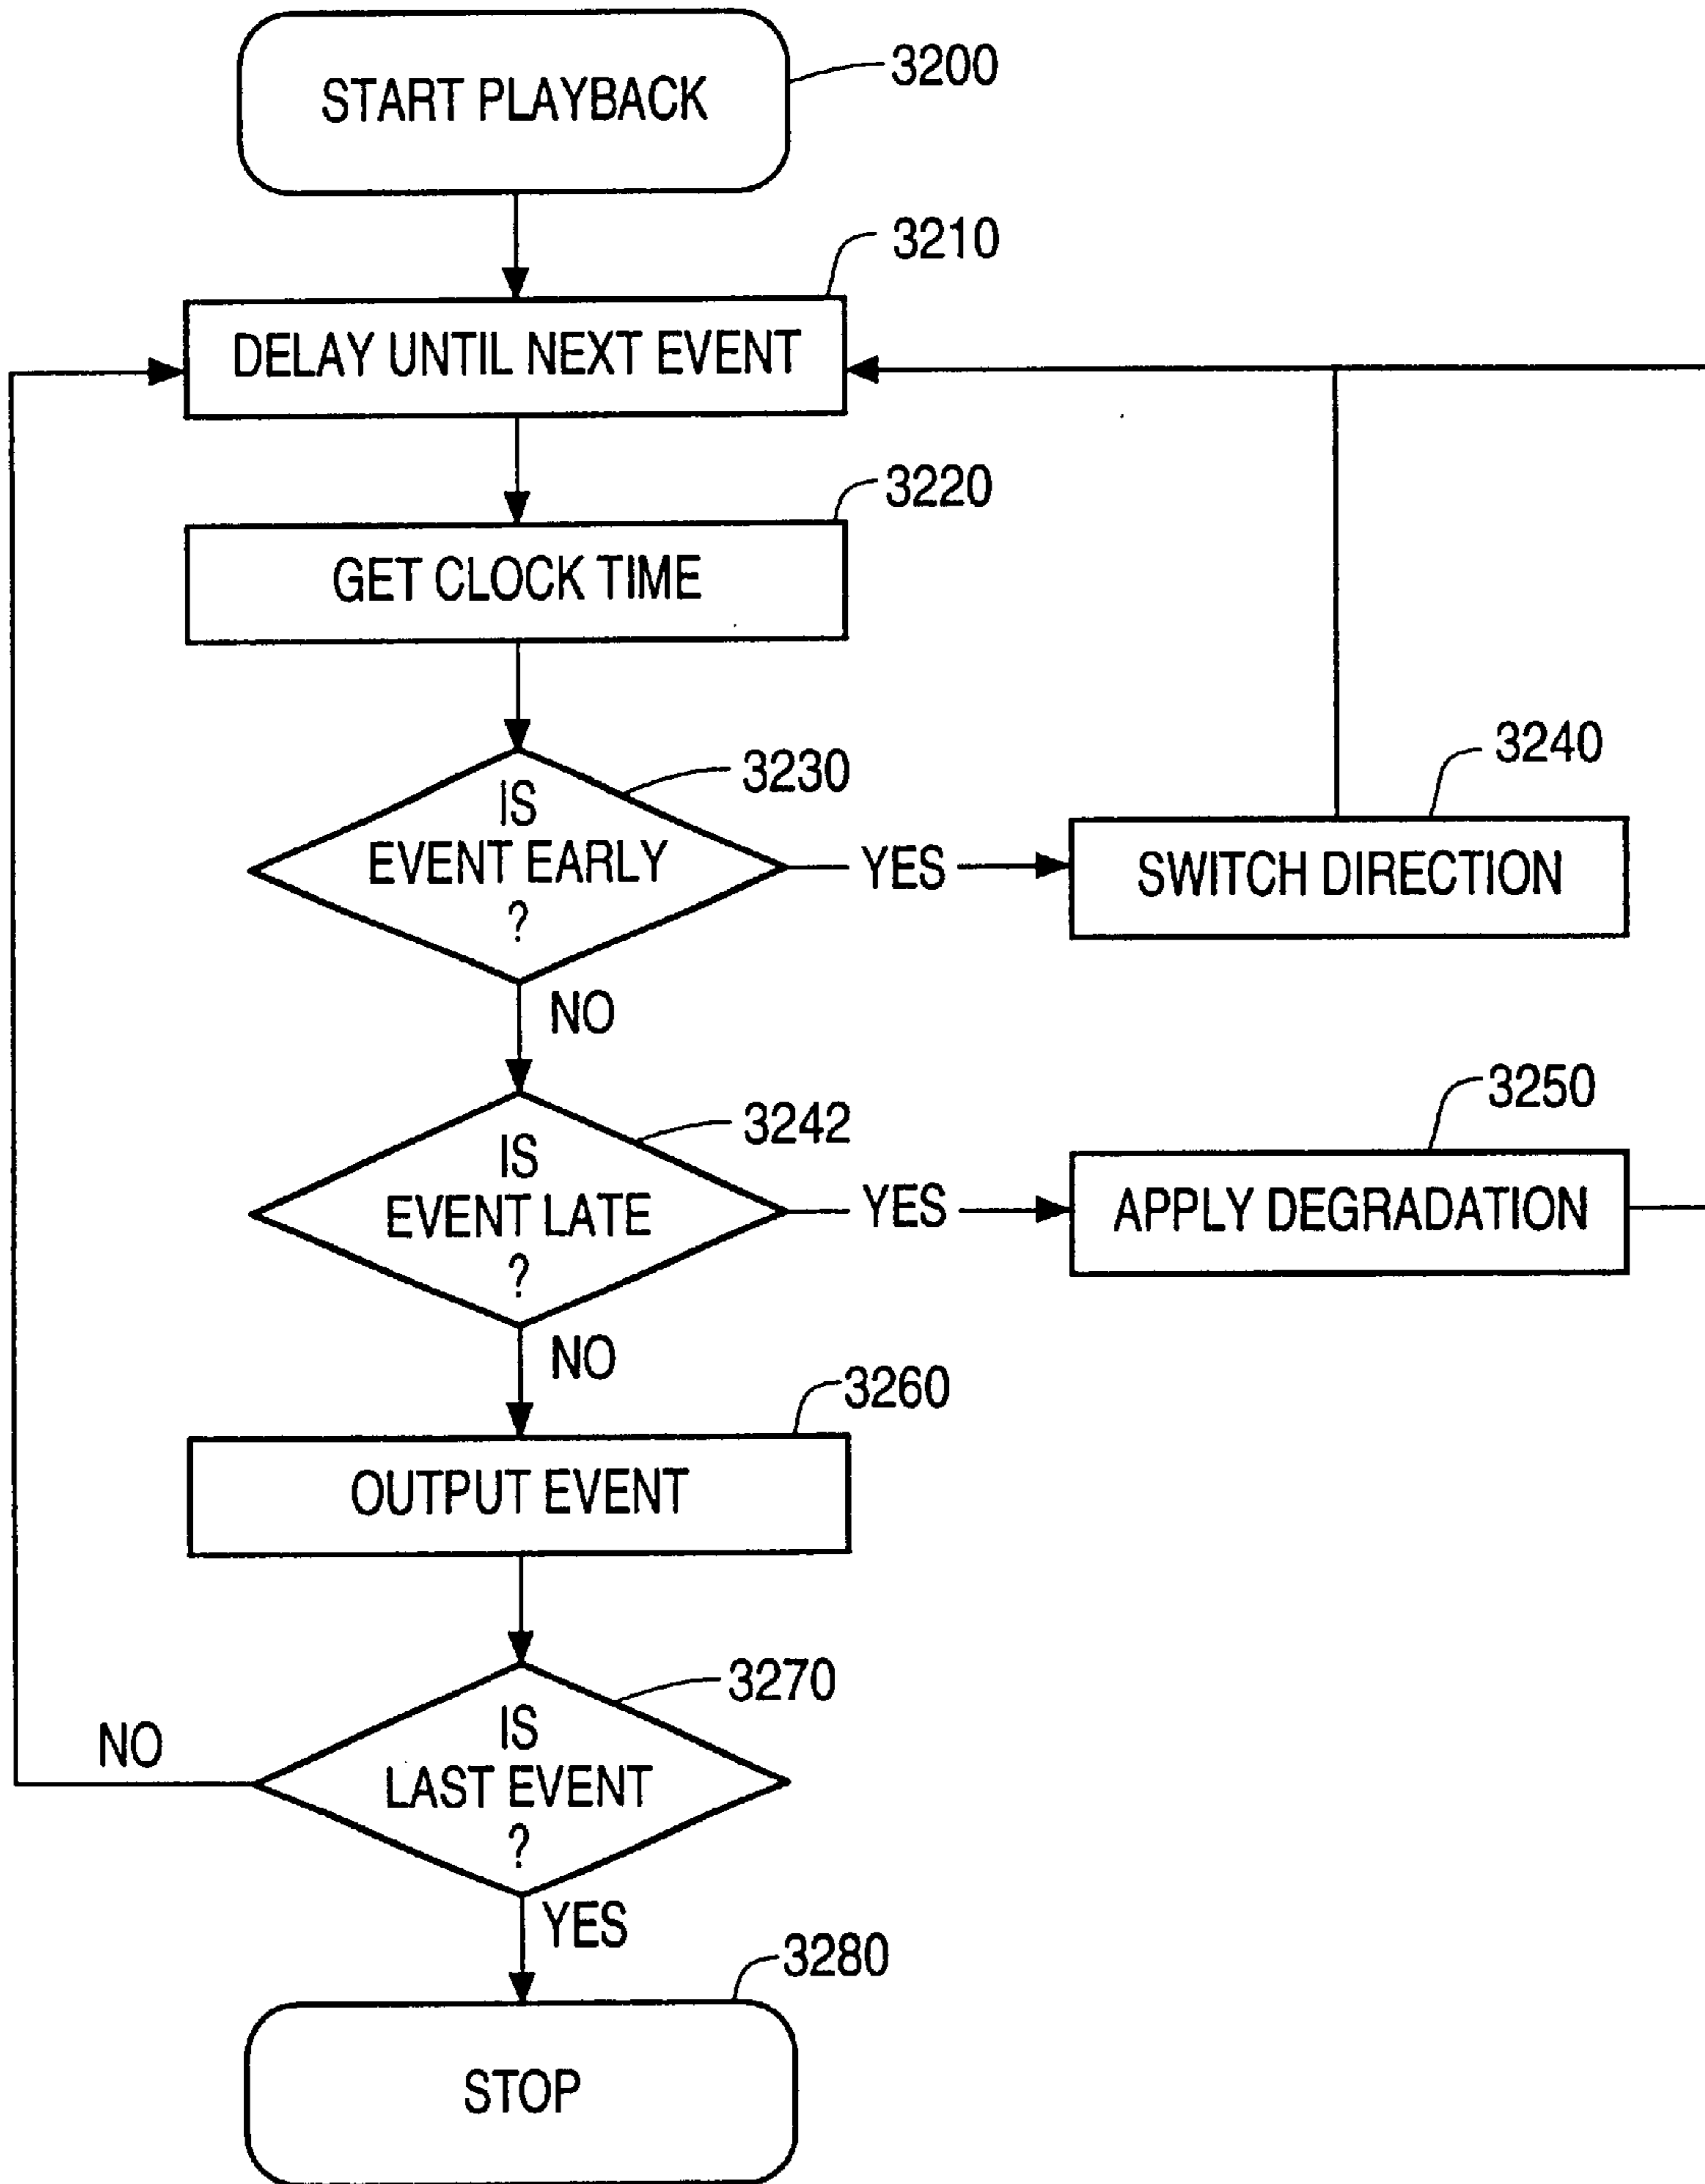 START PLAYBACK
3200
3210
DELAY UNTIL NEXT EVENT
3220
GET CLOCK TIME
3230
IS
EVENT EARLY
?
YES
3240
SWITCH DIRECTION
NO
3242
IS
EVENT LATE
?
YES
3250
APPLY DEGRADATION
NO
3260
OUTPUT EVENT
3270
IS
LAST EVENT
?
NO
YES
3280
STOP